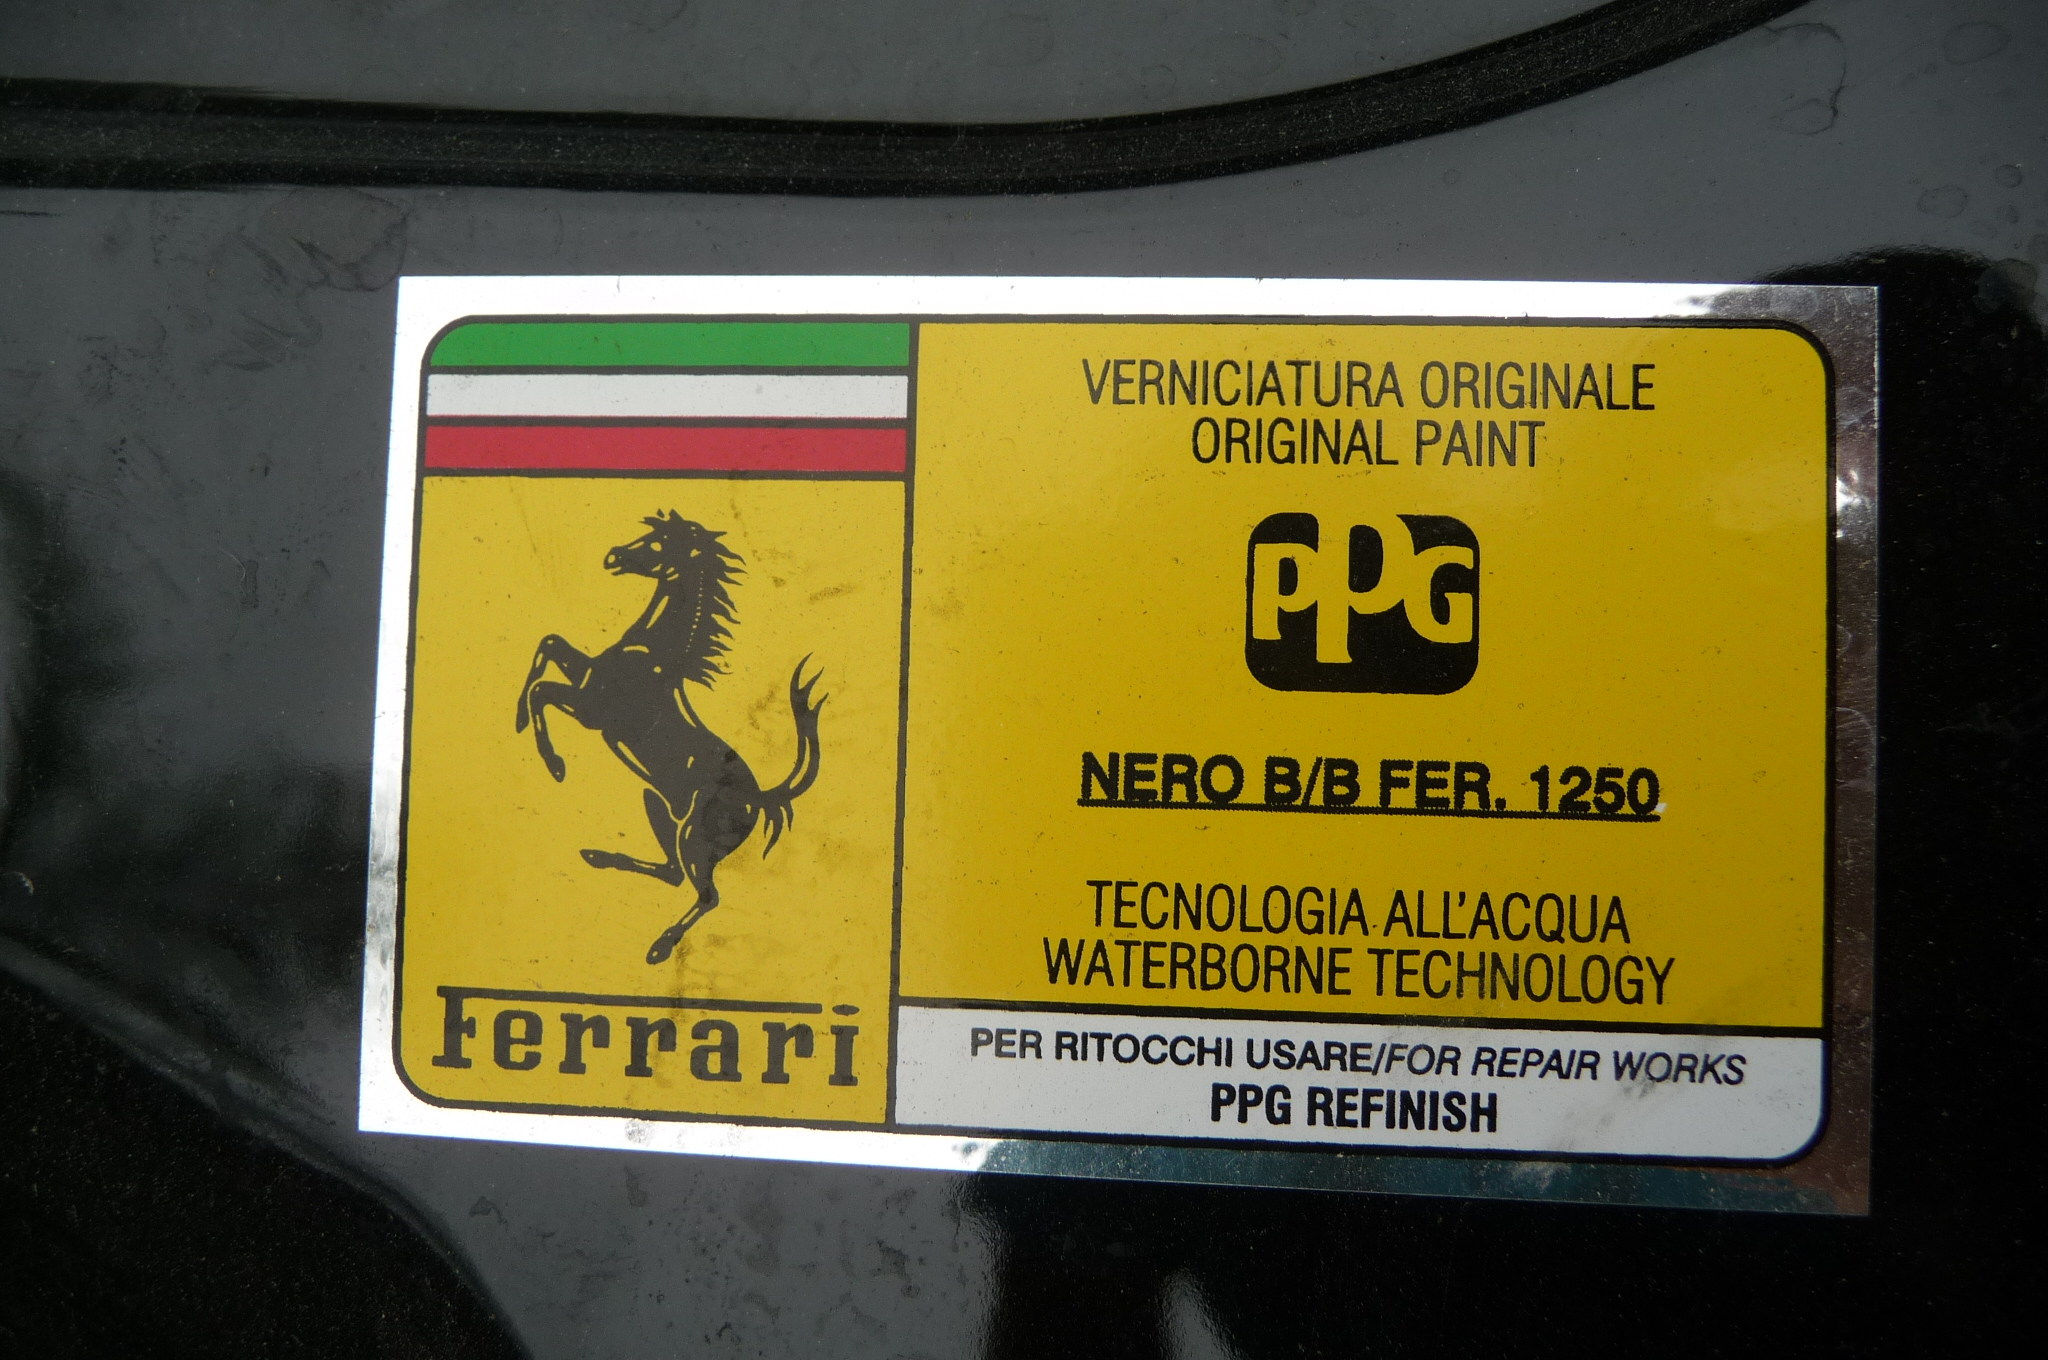 Ferrari
VERNICIATURA ORIGINALE
ORIGINAL PAINT
PPG
NERO B/B FER. 1250
TECNOLOGIA ALL'ACQUA
WATERBORNE TECHNOLOGY
PER RITOCCHI USARE/FOR REPAIR WORKS
PPG REFINISH